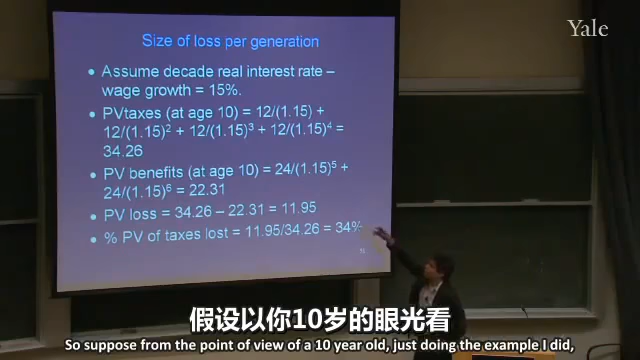 Yale
Size of loss per generation
• Assume decade real interest rate –
wage growth = 15%.
• PVtaxes (at age 10) = 12/(1.15) +
12/(1.15)² + 12/(1.15)³ + 12/(1.15)⁴ =
34.26
• PV benefits (at age 10) = 24/(1.15)⁵ +
24/(1.15)⁶ = 22.31
• PV loss = 34.26 – 22.31 = 11.95
• % PV of taxes lost = 11.95/34.26 = 34%
假设以你10岁的眼光看
So suppose from the point of view of a 10 year old, just doing the example I did,